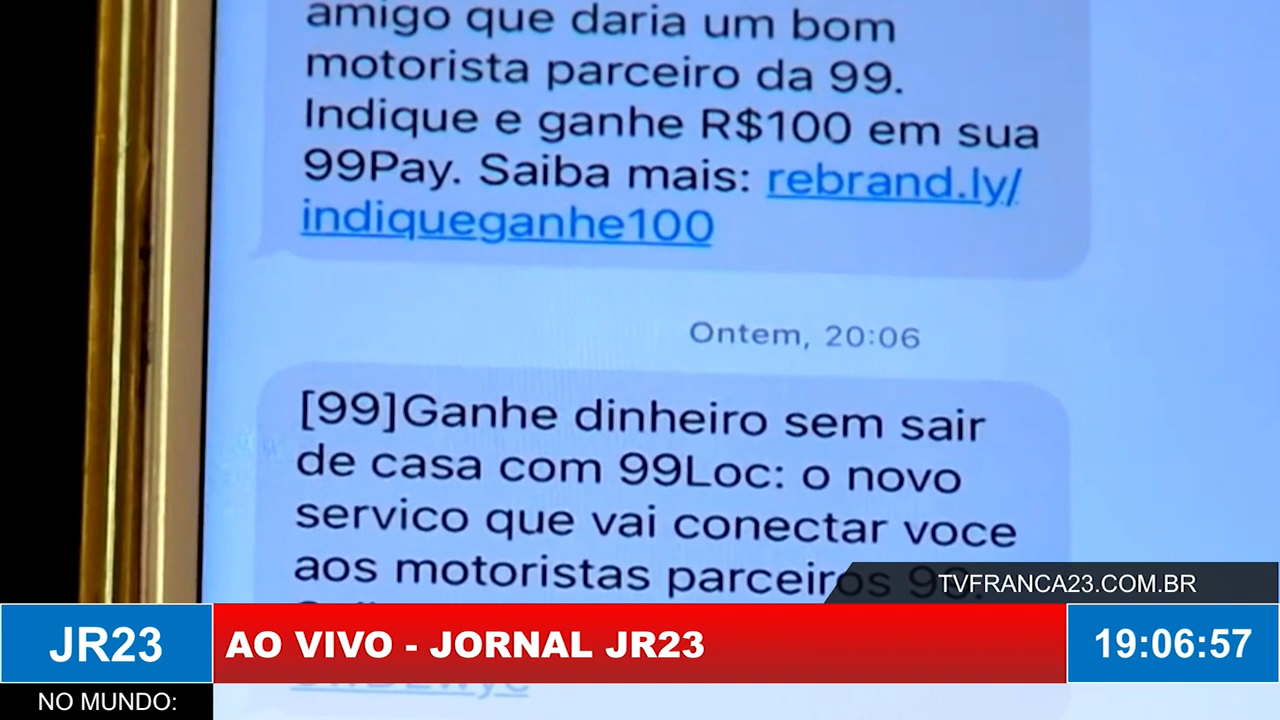 amigo que daria um bom
motorista parceiro da 99.
Indique e ganhe R$100 em sua
99Pay. Saiba mais: rebrand.ly/
indiqueganhe100
Ontem, 20:06
[99]Ganhe dinheiro sem sair
de casa com 99Loc: o novo
servico que vai conectar voce
aos motoristas parceiros 99.
TVFRANCA23.COM.BR
JR23
AO VIVO - JORNAL JR23
19:06:57
NO MUNDO: